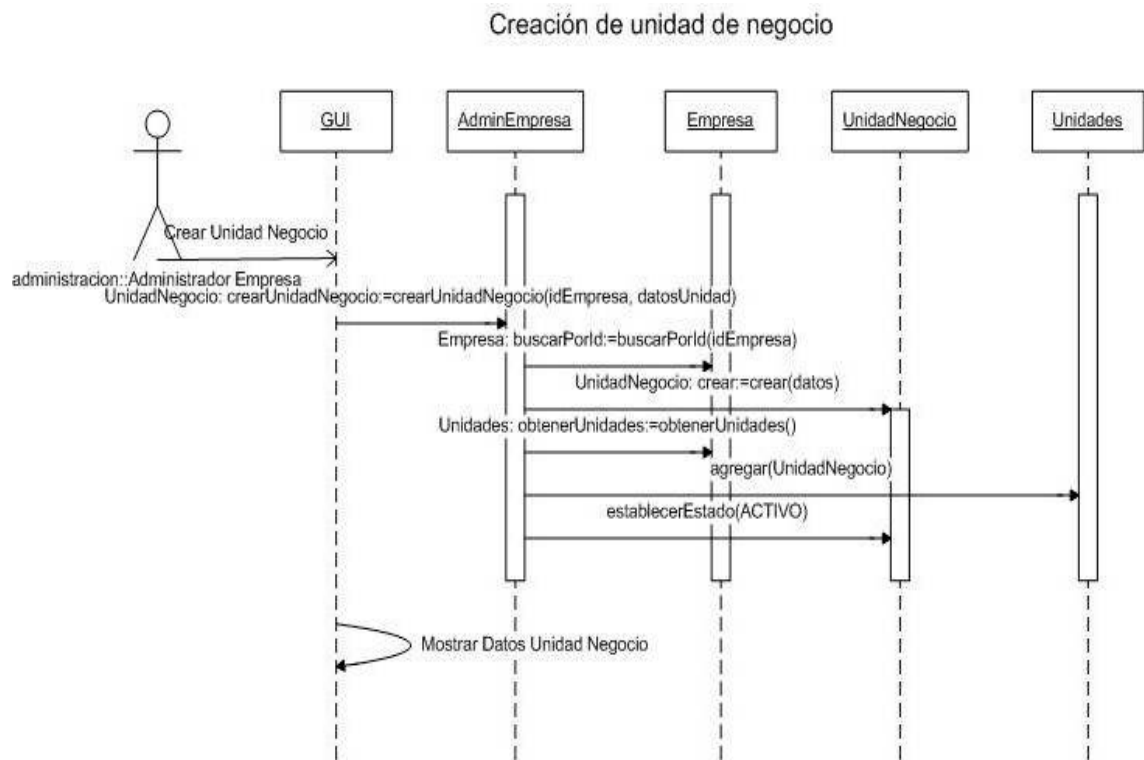 Creación de unidad de negocio
GUI
AdminEmpresa
Empresa
UnidadNegocio
Unidades
Crear Unidad Negocio
administracion::Administrador Empresa
UnidadNegocio: crearUnidadNegocio:=crearUnidadNegocio(idEmpresa, datosUnidad)
Empresa: buscarPorId:=buscarPorId(idEmpresa)
UnidadNegocio: crear:=crear(datos)
Unidades: obtenerUnidades:=obtenerUnidades()
agregar(UnidadNegocio)
establecerEstado(ACTIVO)
Mostrar Datos Unidad Negocio